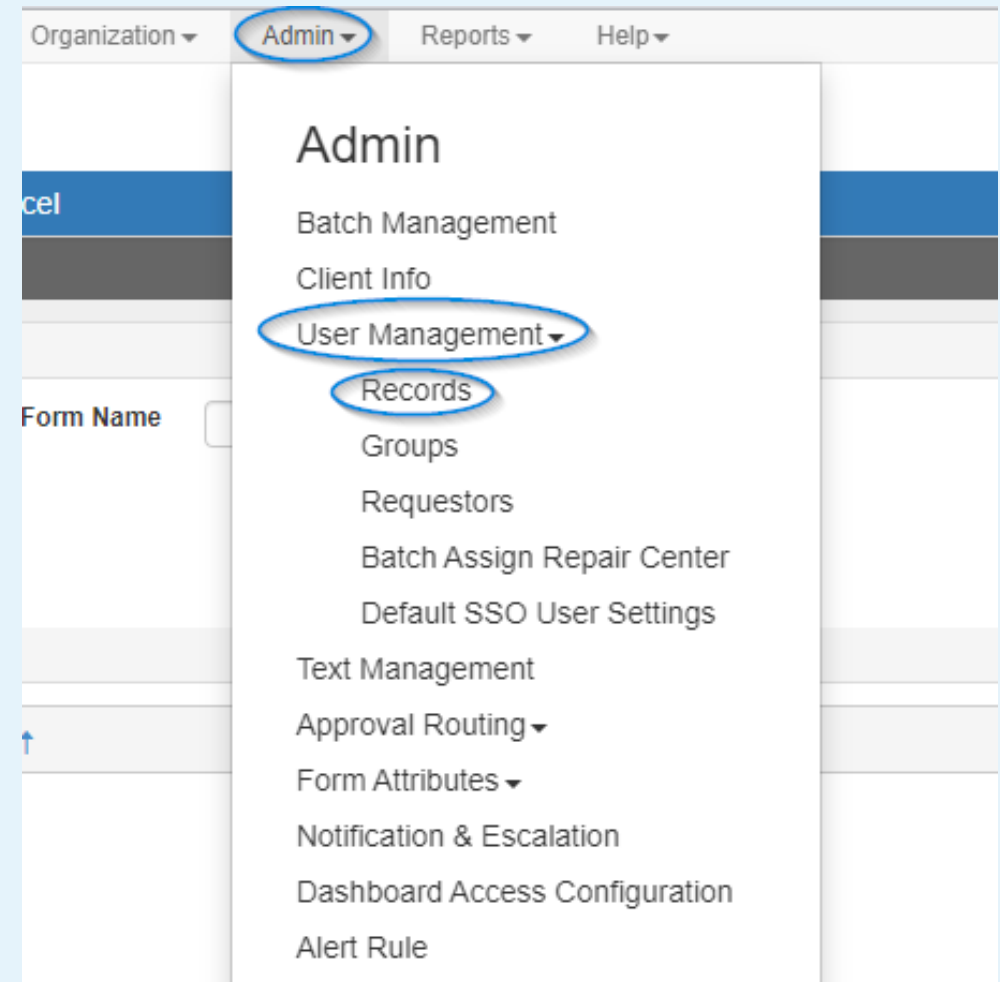 Organization Admin Reports Help
Admin
cel
Batch Management
Client Info
User Management
Records
Form Name
Groups
Requestors
Batch Assign Repair Center
Default SSO User Settings
Text Management
Approval Routing
Form Attributes
Notification & Escalation
Dashboard Access Configuration
Alert Rule